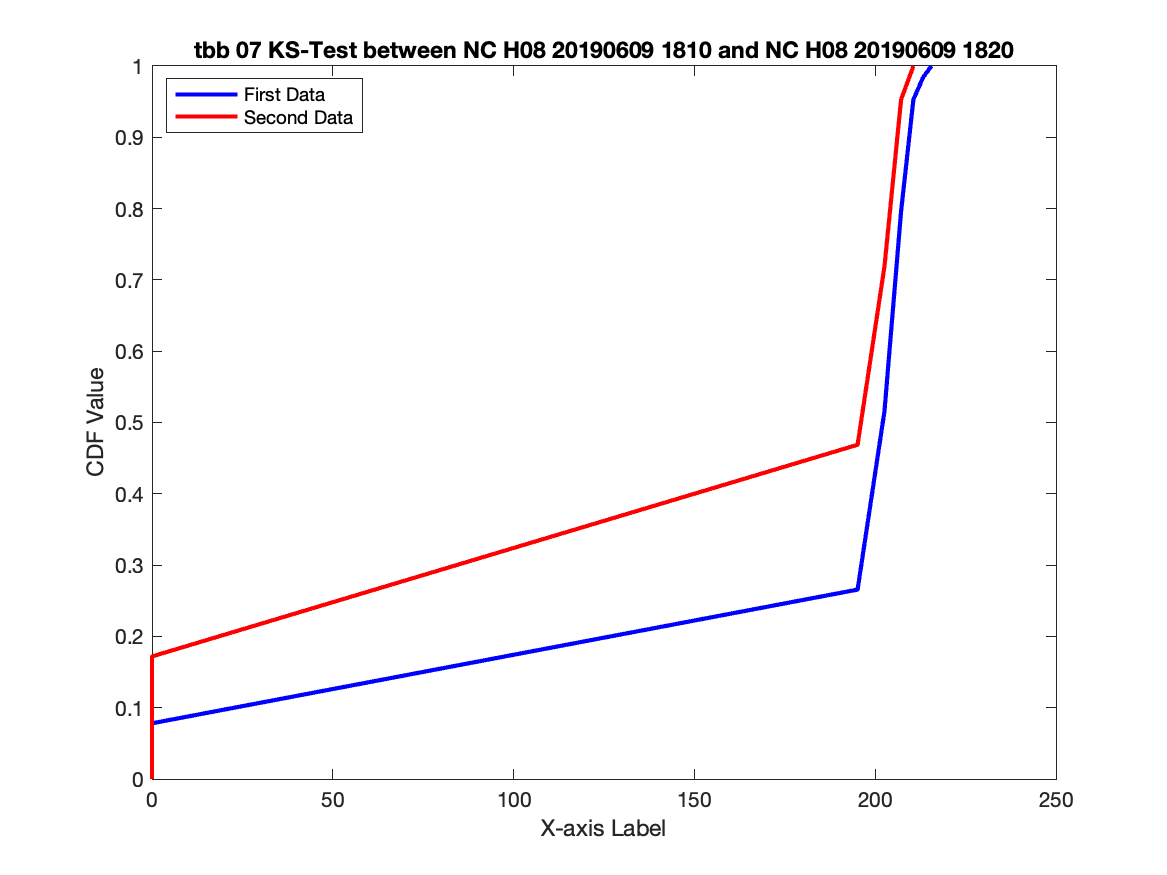 tbb 07 KS-Test between NC H08 20190609 1810 and NC H08 20190609 1820
First Data
Second Data
1
0.9
0.8
0.7
0.6
0.5
0.4
0.3
0.2
0.1
0
CDF Value
0 50 100 150 200 250
X-axis Label